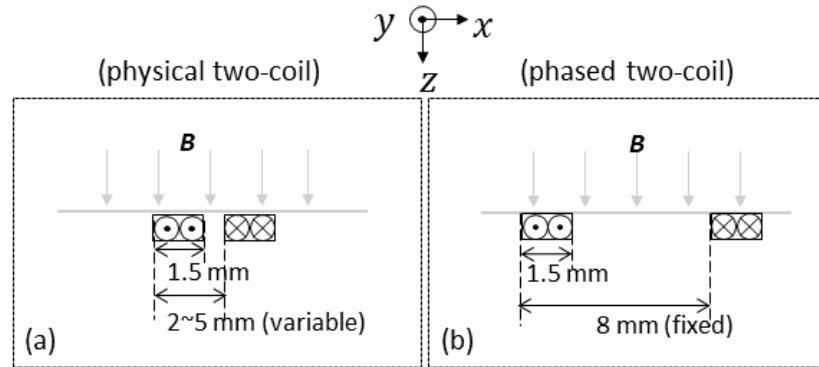 y x
z
(physical two-coil) (phased two-coil)
B B
1.5 mm 1.5 mm
2~5 mm (variable) 8 mm (fixed)
(a) (b)